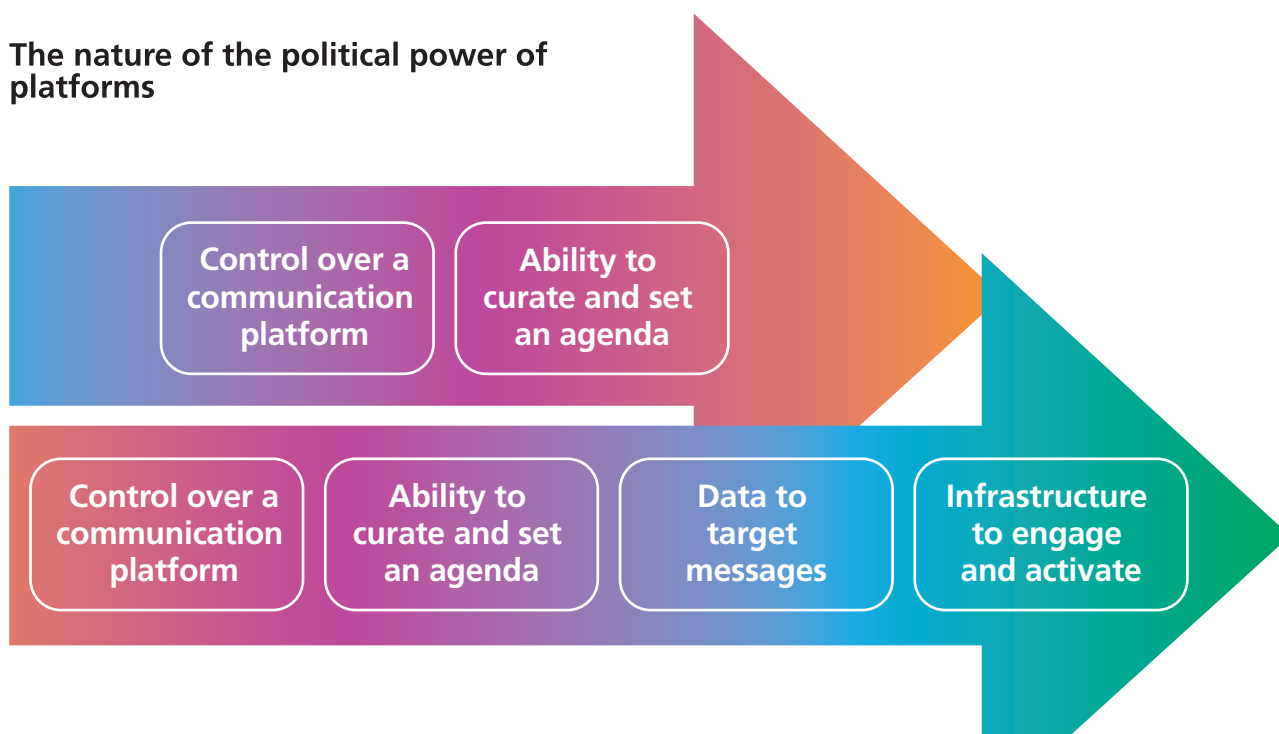 The nature of the political power of
platforms
Control over a
communication
platform
Ability to
curate and set
an agenda
Control over a
communication
platform
Ability to
curate and set
an agenda
Data to
target
messages
Infrastructure
to engage
and activate